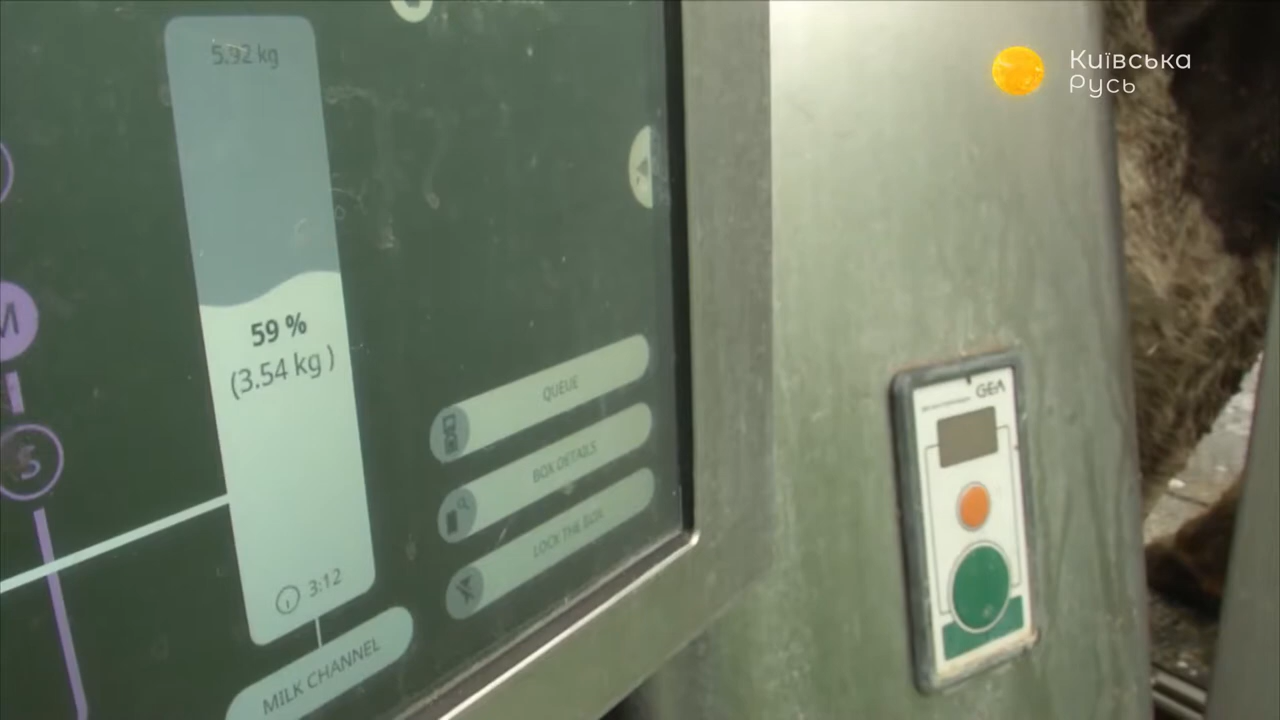 5.92 kg
Київська
Русь
M
59 %
(3.54 kg )
QUEUE
GEA
S
BOX DETAILS
LOCK THE BOX
3:12
MILK CHANNEL